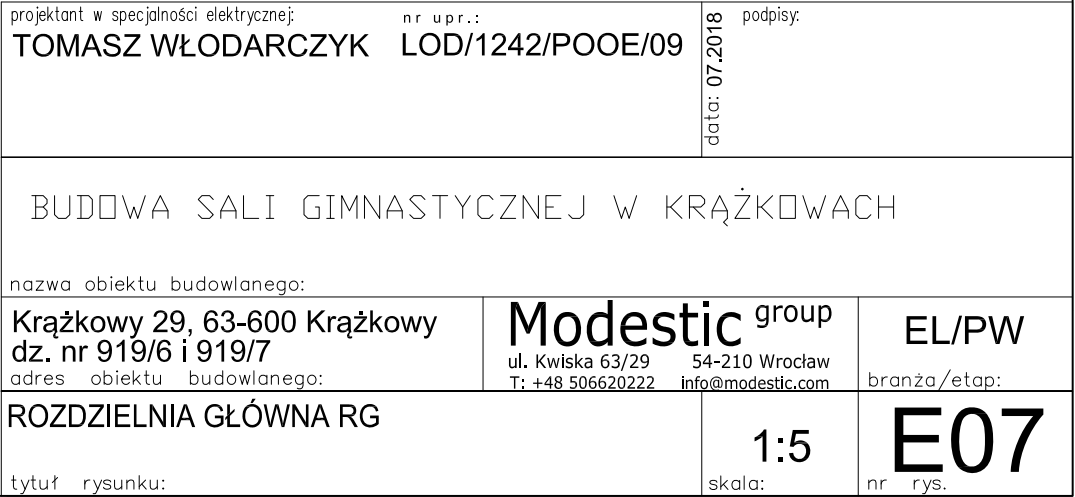 projektant w specjalności elektrycznej: nr upr.: podpisy:
TOMASZ WŁODARCZYK LOD/1242/POOE/09
data: 07.2018
BUDOWA SALI GIMNASTYCZNEJ W KRĄŻKOWACH
nazwa obiektu budowlanego:
Krążkowy 29, 63-600 Krążkowy
dz. nr 919/6 i 919/7
adres obiektu budowlanego:
Modestic group
ul. Kwiska 63/29 54-210 Wrocław
T: +48 506620222 info@modestic.com
EL/PW
branża/etap:
ROZDZIELNIA GŁÓWNA RG
tytuł rysunku:
1:5
skala:
E07
nr rys.